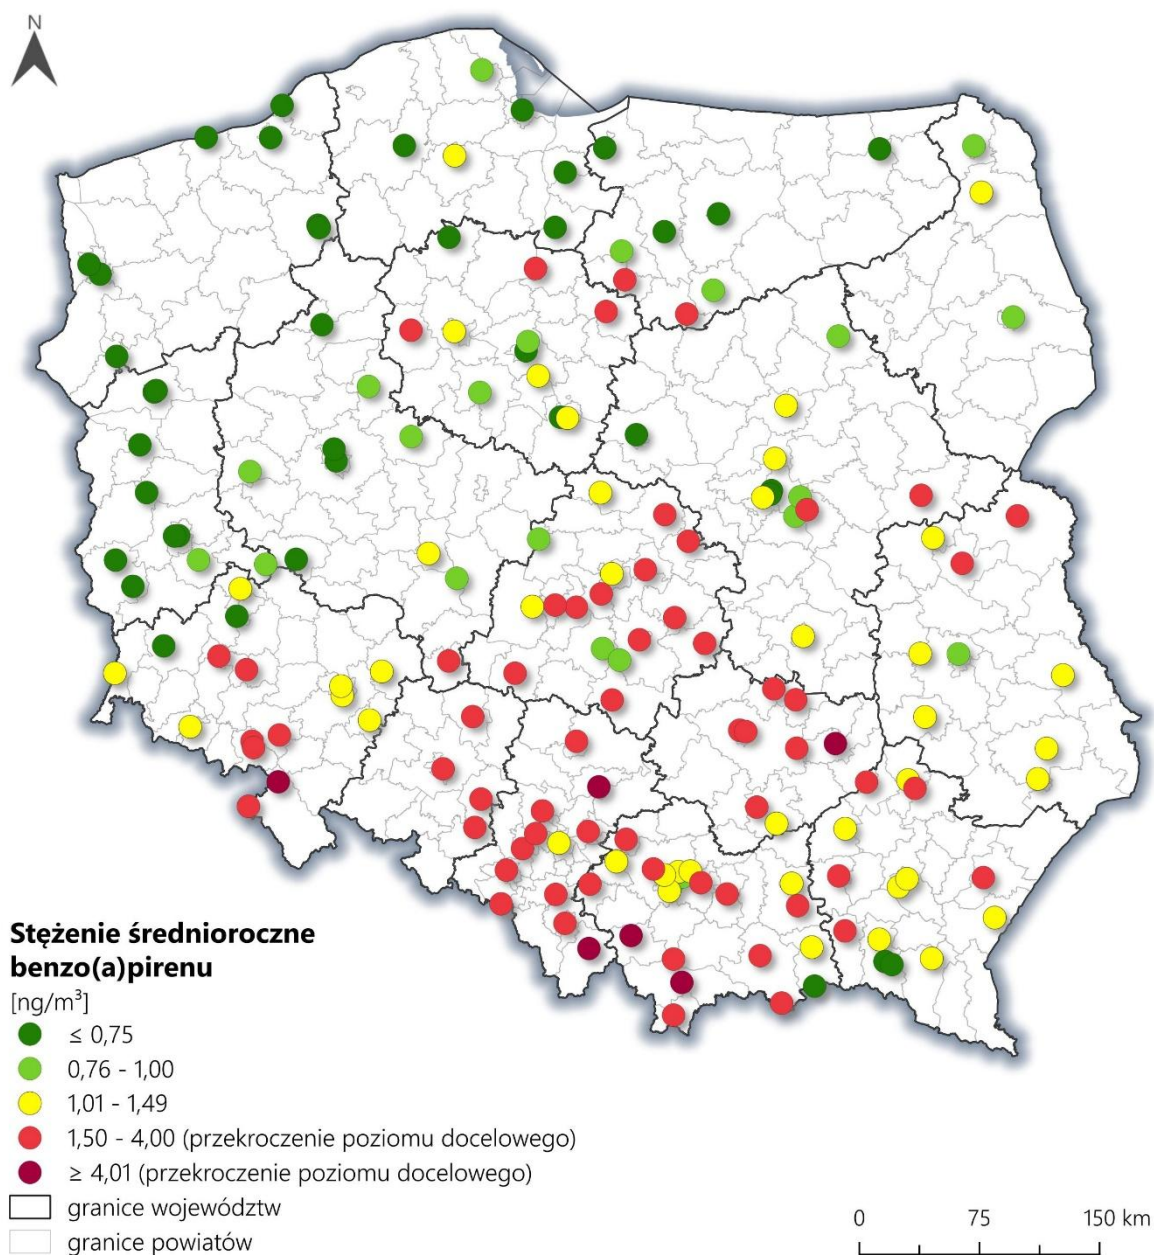 N
Stężenie średnioroczne
benzo(a)pirenu
[ng/m³]
≤ 0,75
0,76 - 1,00
1,01 - 1,49
1,50 - 4,00 (przekroczenie poziomu docelowego)
≥ 4,01 (przekroczenie poziomu docelowego)
granice województw
granice powiatów
0 75 150 km